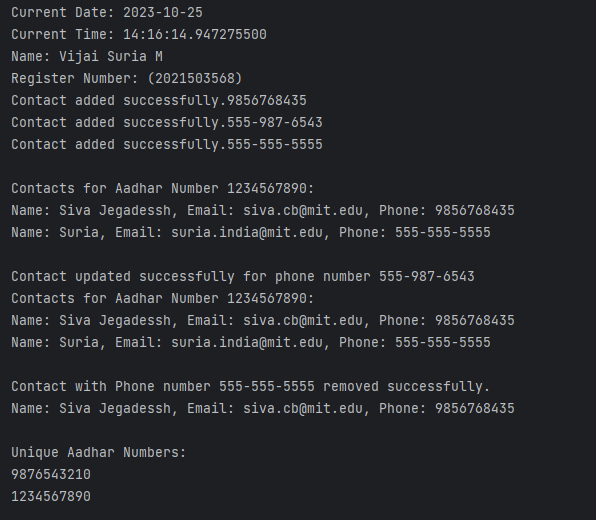 Current Date: 2023-10-25
Current Time: 14:16:14.947275500
Name: Vijai Suria M
Register Number: (2021503568)
Contact added successfully.9856768435
Contact added successfully.555-987-6543
Contact added successfully.555-555-5555
Contacts for Aadhar Number 1234567890:
Name: Siva Jegadessh, Email: siva.cb@mit.edu, Phone: 9856768435
Name: Suria, Email: suria.india@mit.edu, Phone: 555-555-5555
Contact updated successfully for phone number 555-987-6543
Contacts for Aadhar Number 1234567890:
Name: Siva Jegadessh, Email: siva.cb@mit.edu, Phone: 9856768435
Name: Suria, Email: suria.india@mit.edu, Phone: 555-555-5555
Contact with Phone number 555-555-5555 removed successfully.
Name: Siva Jegadessh, Email: siva.cb@mit.edu, Phone: 9856768435
Unique Aadhar Numbers:
9876543210
1234567890